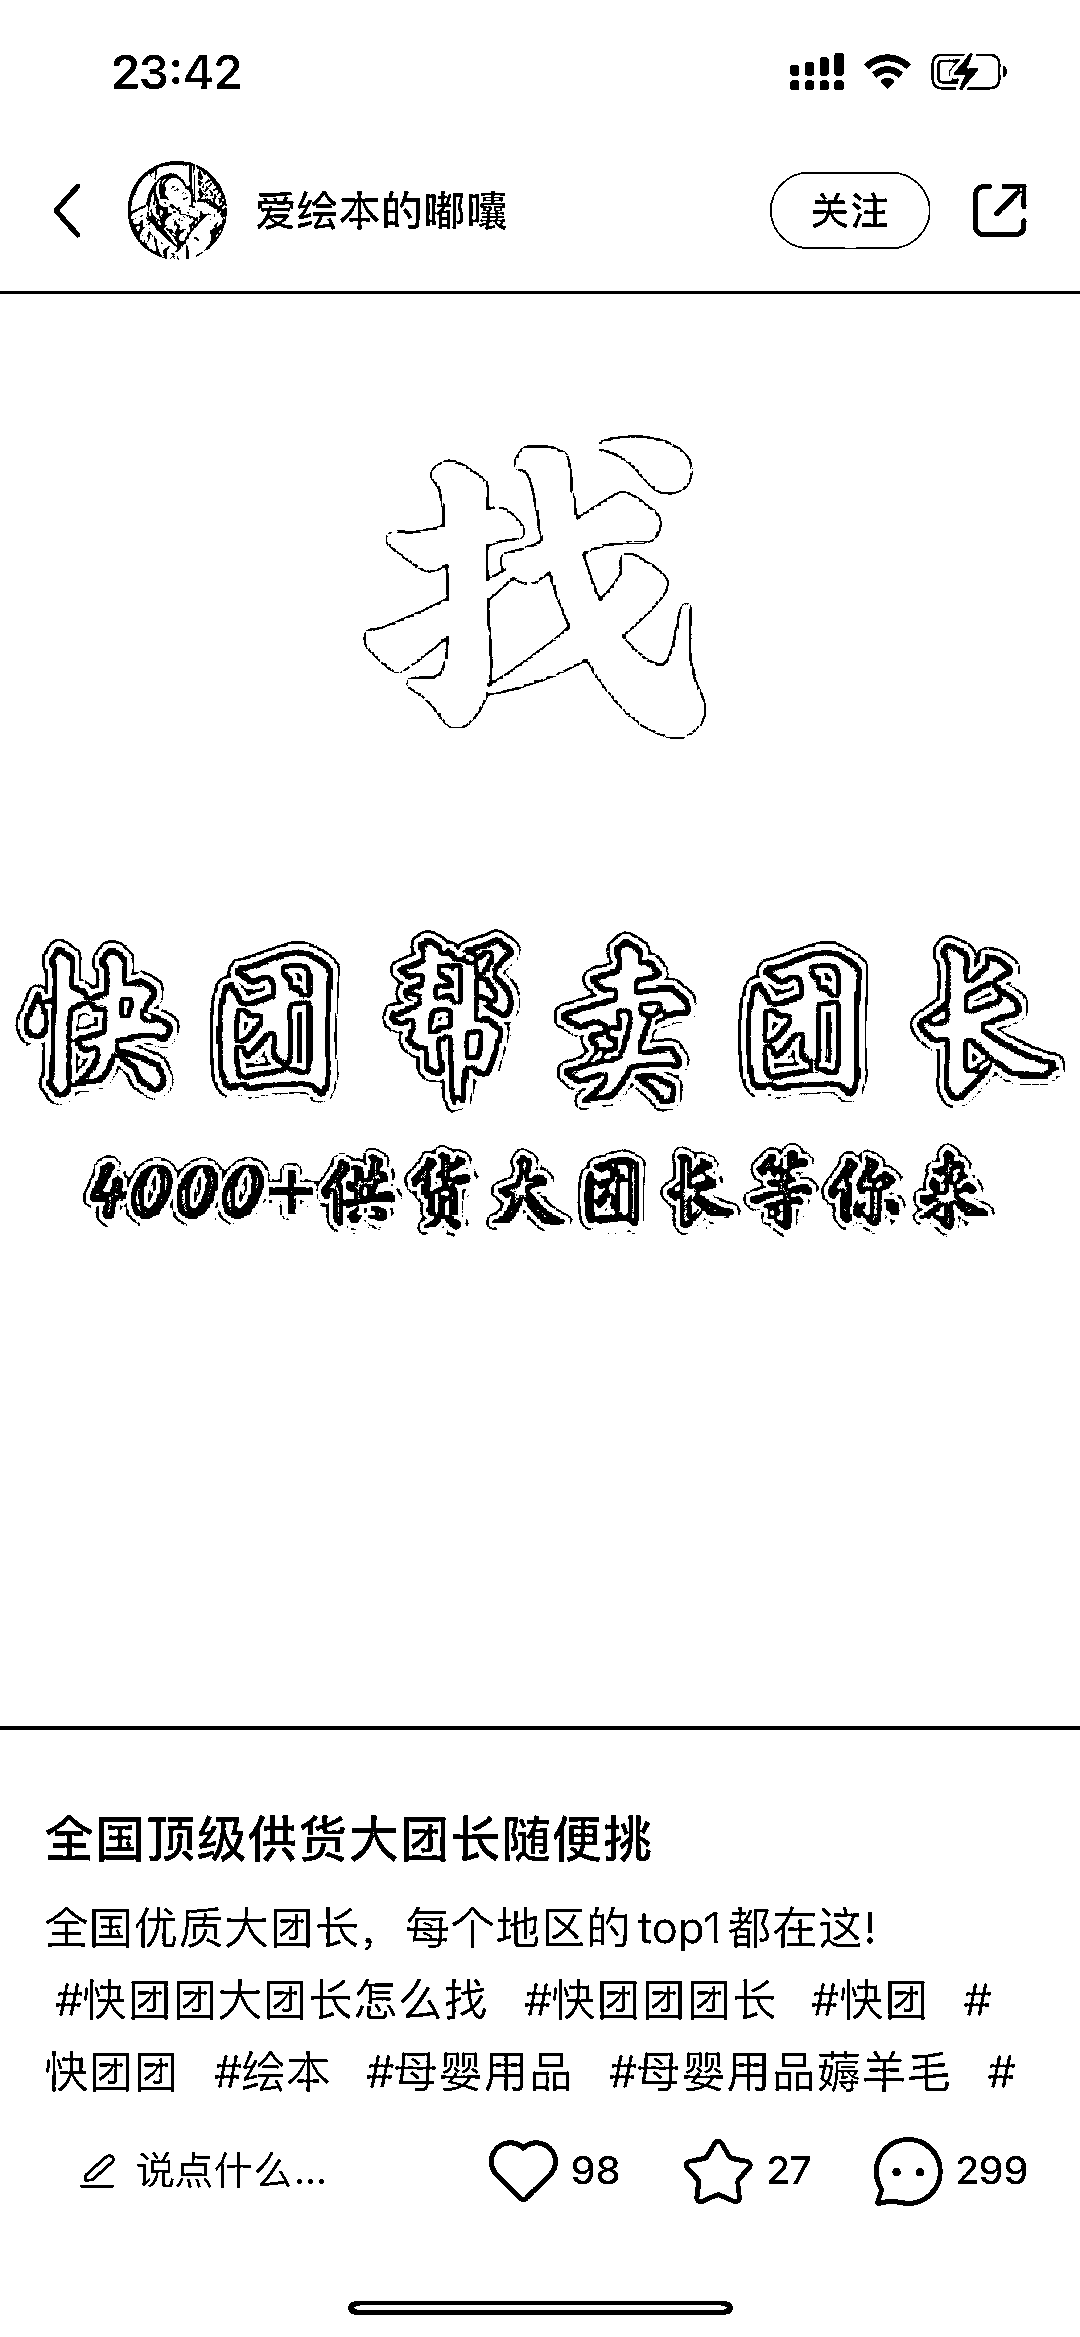 23:42
爱绘本的嘟囔
关注
找
快团帮卖团长
4000+供货大团长等你来
全国顶级供货大团长随便挑
全国优质大团长，每个地区的top1都在这!
#快团团大团长怎么找 #快团团团长 #快团 #
快团团 #绘本 #母婴用品 #母婴用品薅羊毛 #
说点什么... 98 27 299